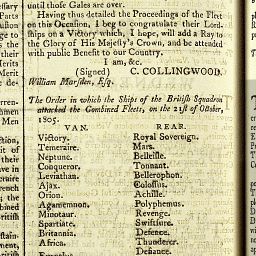 until those Gales are over.
Having thus detailed the Proceedings of the Fleet
on this Occasion, I beg to congratulate their Lord-
ships on a Victory which, I hope, will add a Ray to
the Glory of His Majesty's Crown, and be attended
with public Benefit to our Country.
I am, &c.
(Signed) C. COLLINGWOOD.
William Marsden, Esq.
The Order in which the Ships of the British Squadron
attacked the Combined Fleets, on the 21st of October,
1805.
VAN. REAR.
Victory. Royal Sovereign.
Temeraire. Mars.
Neptune. Belleisle.
Conqueror. Tonnant.
Leviathan. Bellerophon.
Ajax. Colossus.
Orion. Achille.
Agamemnon. Polyphemus.
Minotaur. Revenge.
Spartiate. Swiftsure.
Britannia. Defence.
Africa. Thunderer.
Defiance.